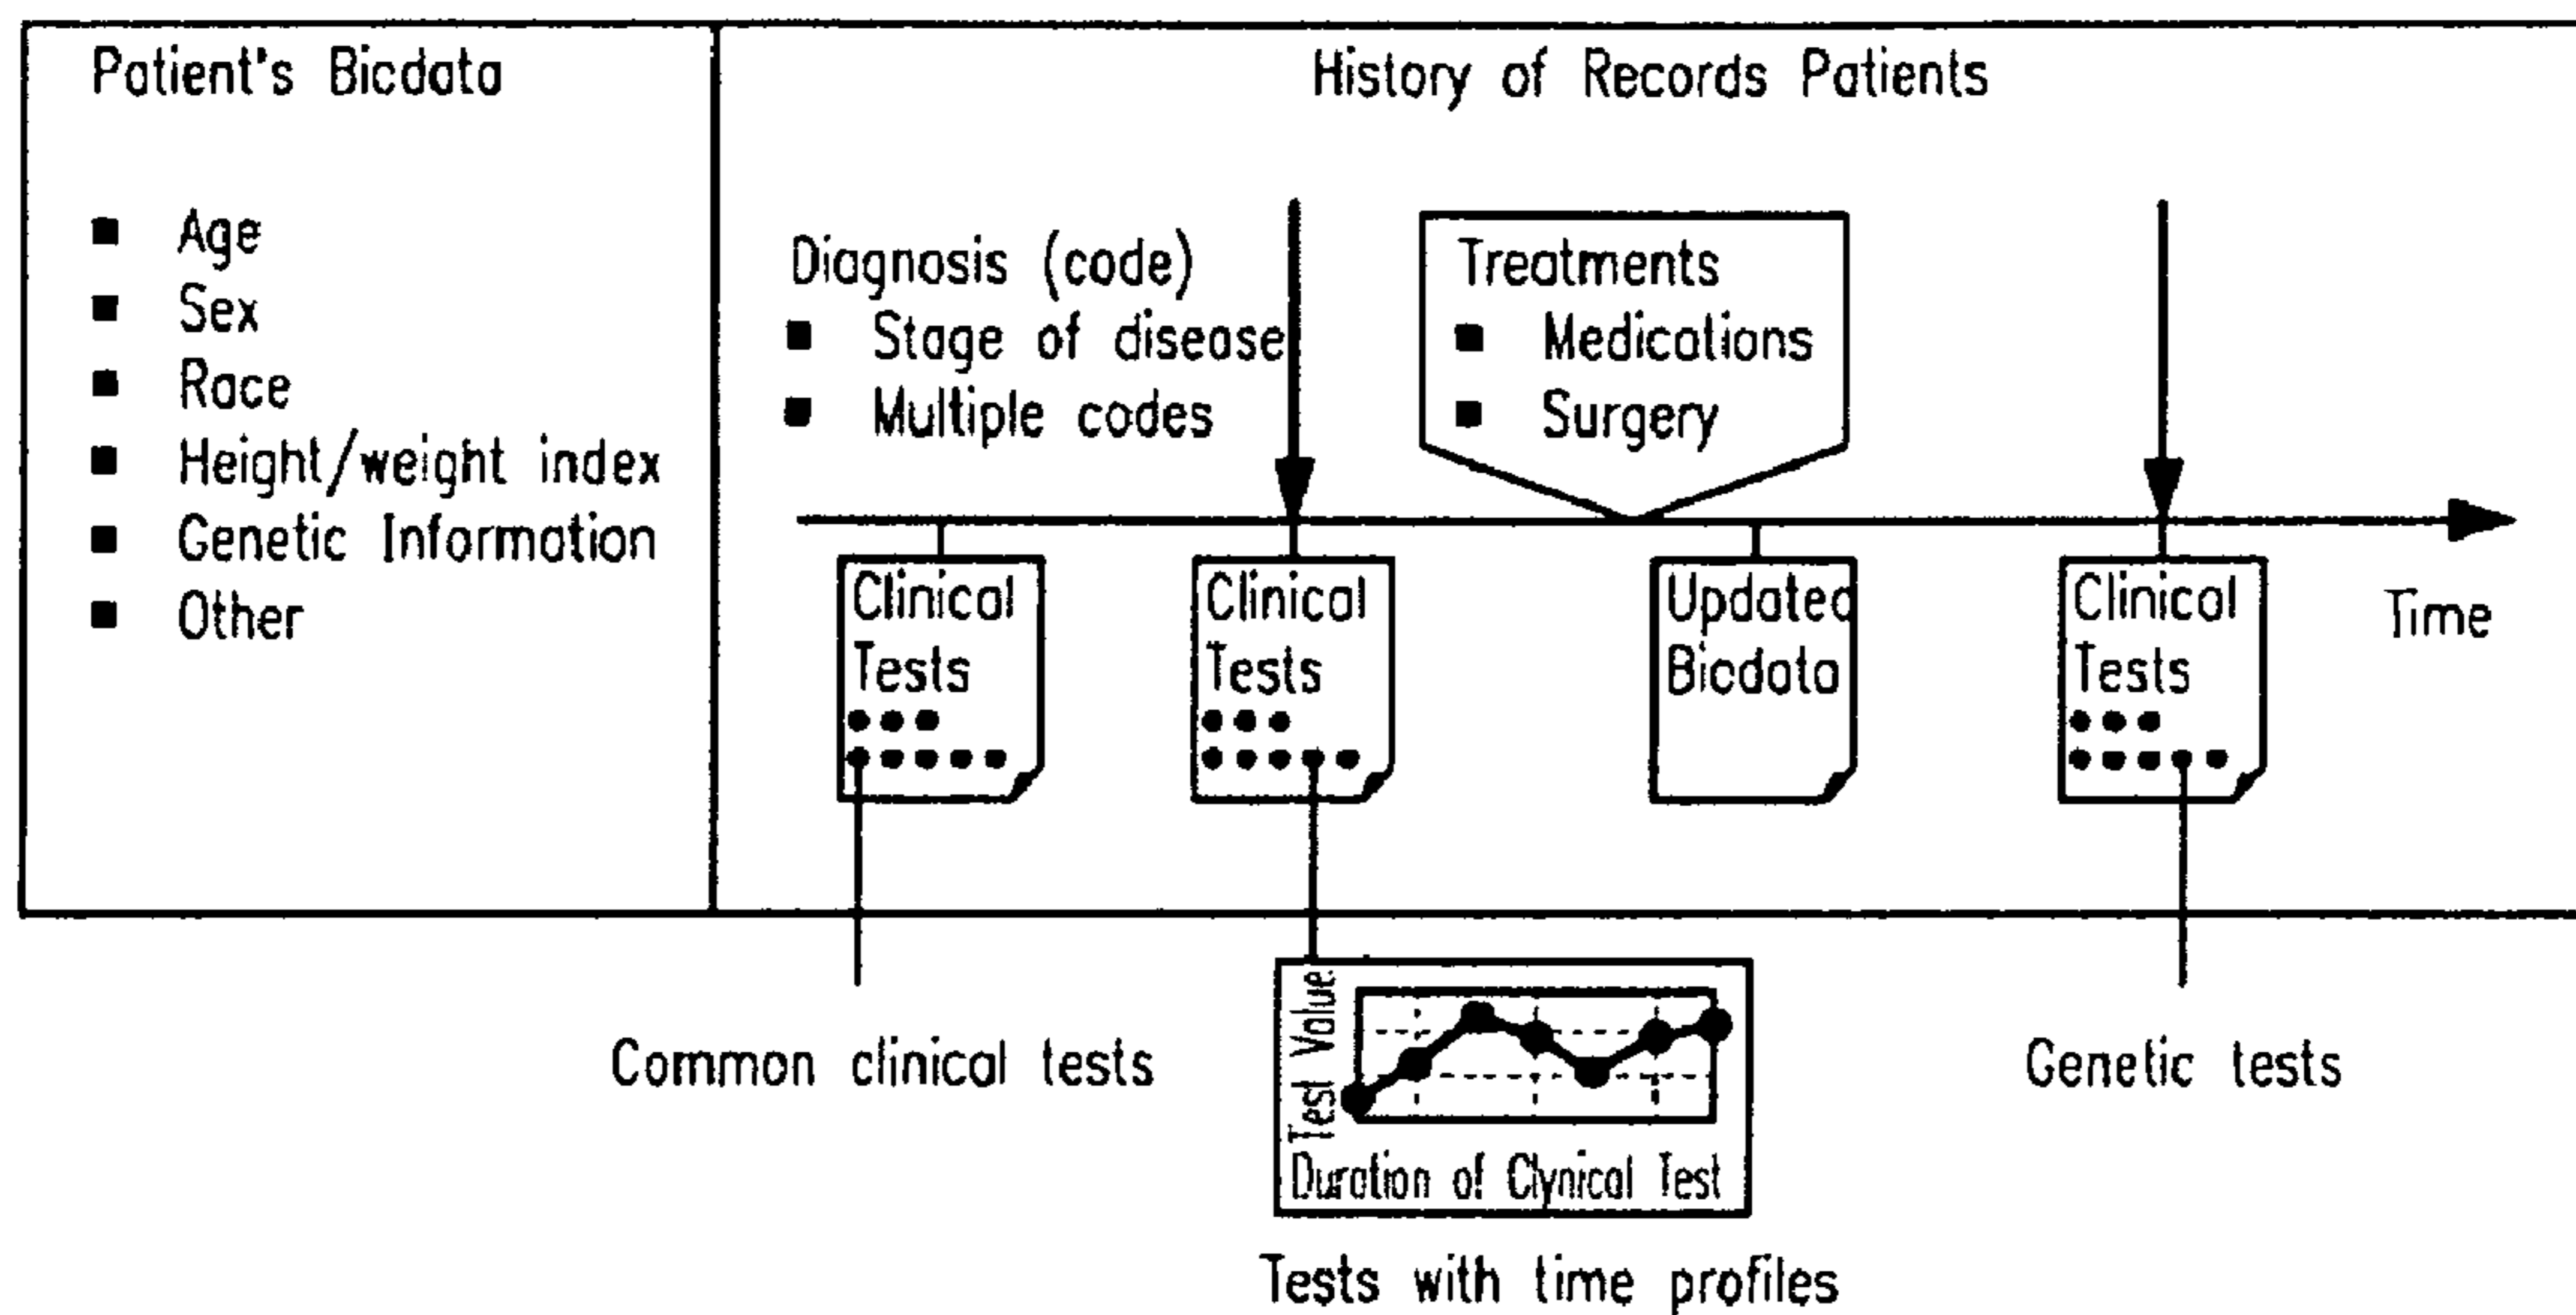 Patient's Bicdata
■ Age
■ Sex
■ Race
■ Height/weight index
■ Genetic Information
■ Other
History of Records Patients
Diagnosis (code)
■ Stage of disease
■ Multiple codes
Treatments
■ Medications
■ Surgery
Clinical
Tests
Clinical
Tests
Updated
Bicdata
Clinical
Tests
Time
Common clinical tests
Test Value
Duration of Clynical Test
Tests with time profiles
Genetic tests